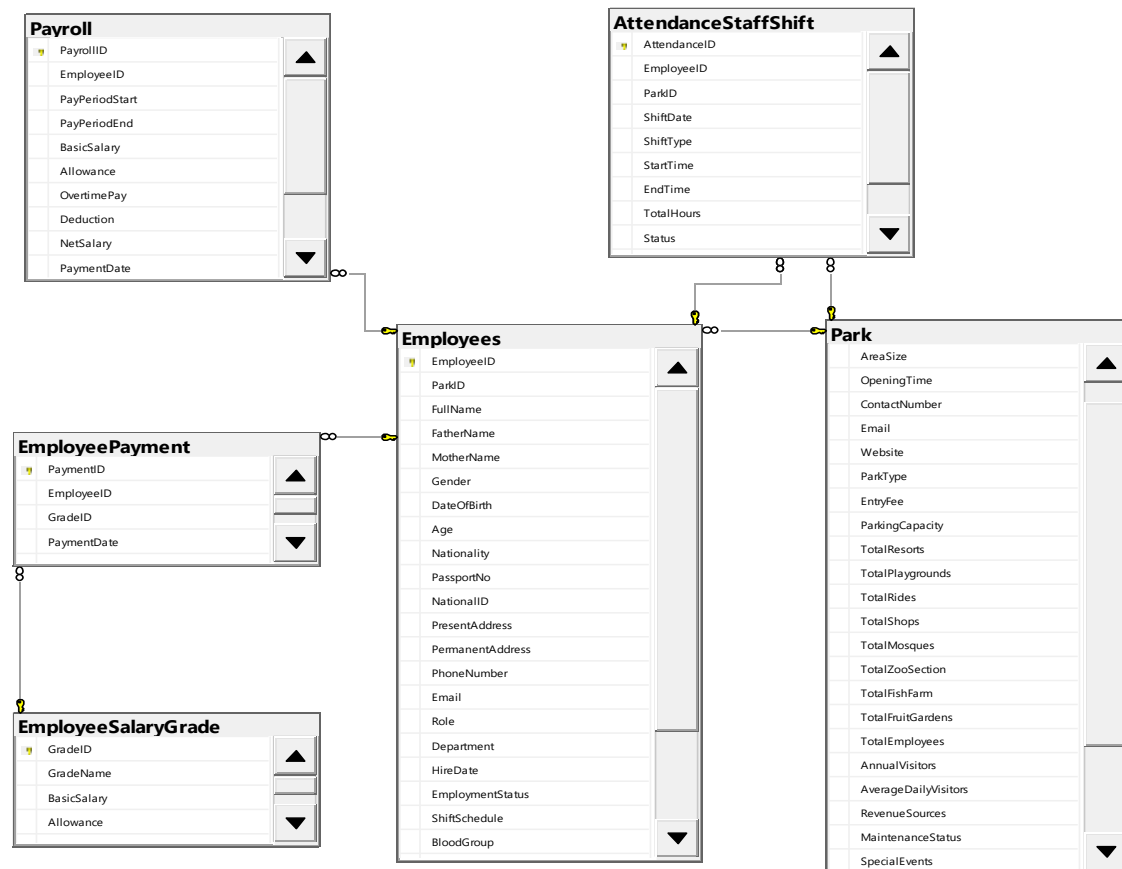 Payroll
PayrollID
EmployeeID
PayPeriodStart
PayPeriodEnd
BasicSalary
Allowance
OvertimePay
Deduction
NetSalary
PaymentDate
AttendanceStaffShift
AttendanceID
EmployeeID
ParkID
ShiftDate
ShiftType
StartTime
EndTime
TotalHours
Status
Employees
EmployeeID
ParkID
FullName
FatherName
MotherName
Gender
DateOfBirth
Age
Nationality
PassportNo
NationalID
PresentAddress
PermanentAddress
PhoneNumber
Email
Role
Department
HireDate
EmploymentStatus
ShiftSchedule
BloodGroup
Park
AreaSize
OpeningTime
ContactNumber
Email
Website
ParkType
EntryFee
ParkingCapacity
TotalResorts
TotalPlaygrounds
TotalRides
TotalShops
TotalMosques
TotalZooSection
TotalFishFarm
TotalFruitGardens
TotalEmployees
AnnualVisitors
AverageDailyVisitors
RevenueSources
MaintenanceStatus
SpecialEvents
EmployeePayment
PaymentID
EmployeeID
GradeID
PaymentDate
EmployeeSalaryGrade
GradeID
GradeName
BasicSalary
Allowance